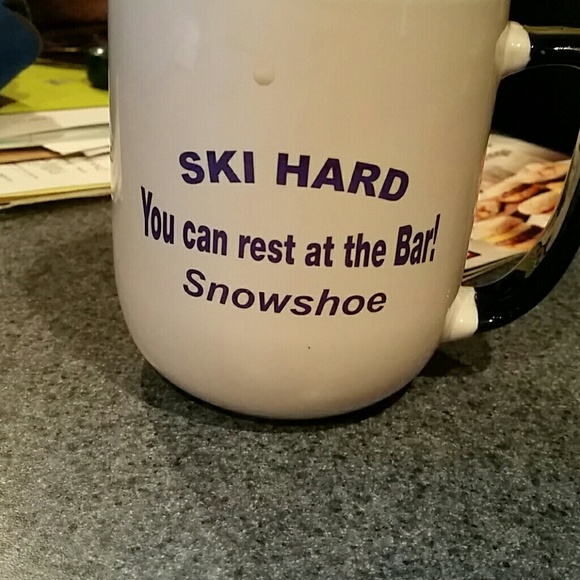 SKI HARD
You can rest at the Bar!
Snowshoe